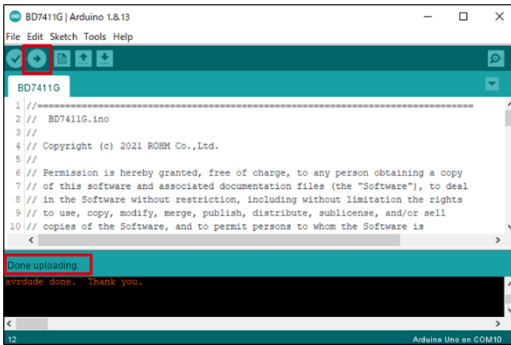 BD7411G | Arduino 1.8.13
File Edit Sketch Tools Help
BD7411G
1 //==============================================================================
2 //  BD7411G.ino
3 //
4 // Copyright (c) 2021 ROHM Co.,Ltd.
5 //
6 // Permission is hereby granted, free of charge, to any person obtaining a copy
7 // of this software and associated documentation files (the "Software"), to deal
8 // in the Software without restriction, including without limitation the rights
9 // to use, copy, modify, merge, publish, distribute, sublicense, and/or sell
10 // copies of the Software, and to permit persons to whom the Software is
Done uploading.
avrdude done.  Thank you.
12
Arduino Uno on COM10